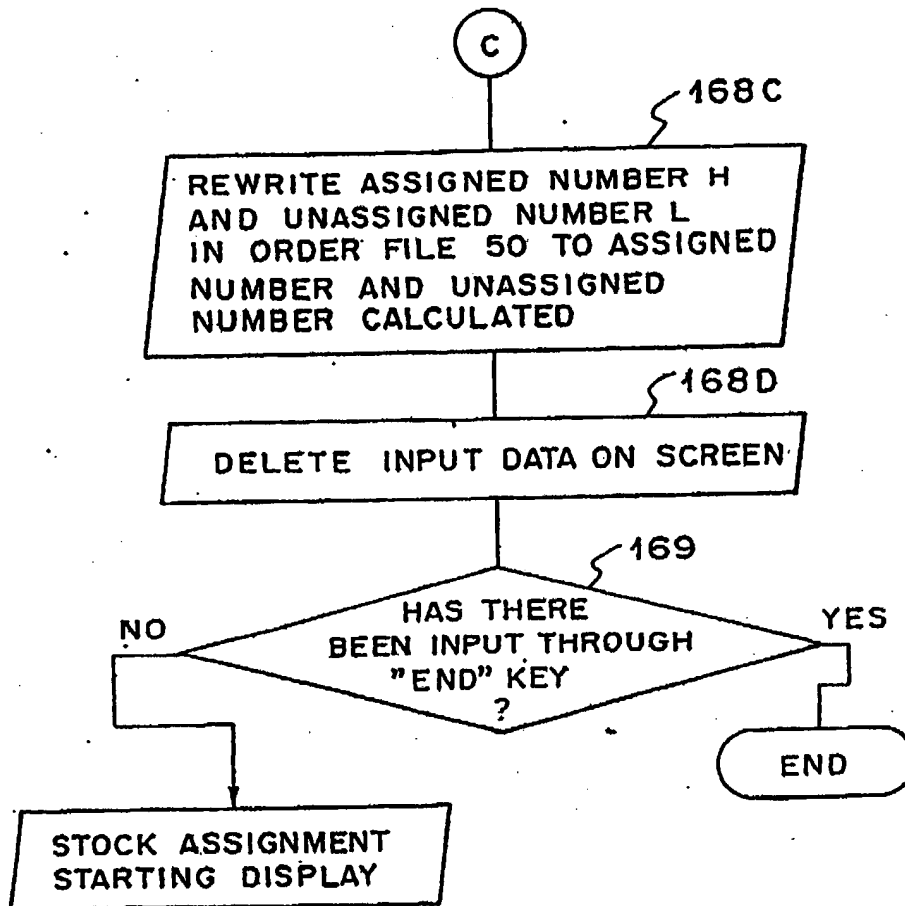 C
168C
REWRITE ASSIGNED NUMBER H
AND UNASSIGNED NUMBER L
IN ORDER FILE 50 TO ASSIGNED
NUMBER AND UNASSIGNED
NUMBER CALCULATED
168D
DELETE INPUT DATA ON SCREEN
169
HAS THERE
BEEN INPUT THROUGH
"END" KEY
?
NO
YES
END
STOCK ASSIGNMENT
STARTING DISPLAY